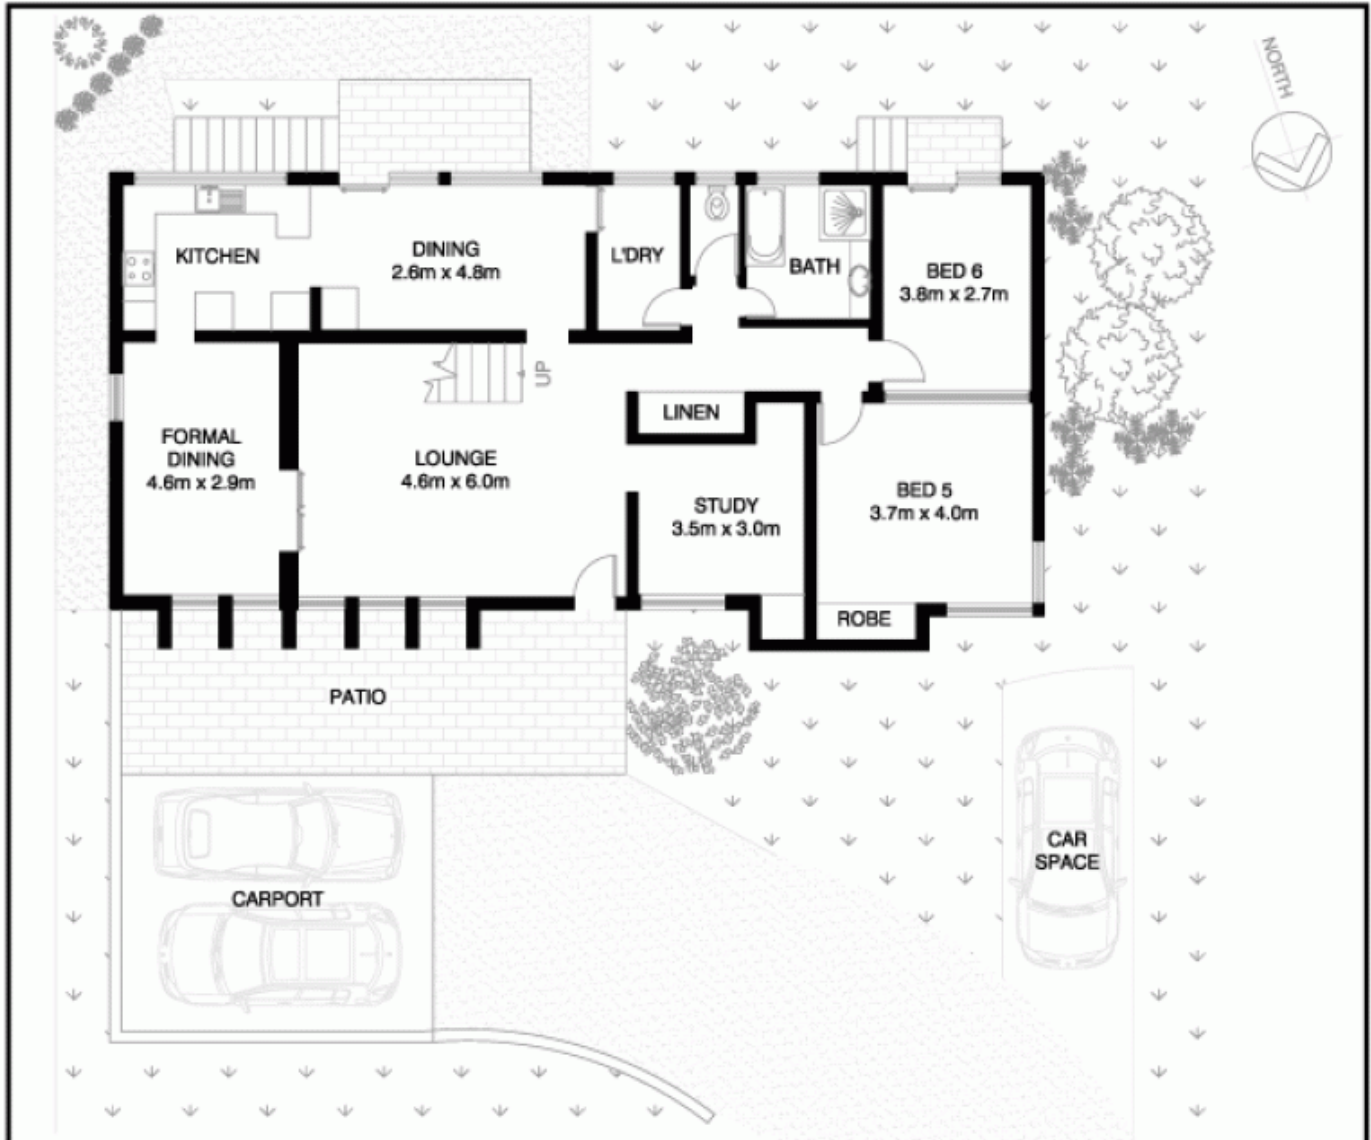 NORTH
KITCHEN
DINING
2.6m x 4.8m
L'DRY
BATH
BED 6
3.8m x 2.7m
UP
LINEN
FORMAL
DINING
4.6m x 2.9m
LOUNGE
4.6m x 6.0m
STUDY
3.5m x 3.0m
BED 5
3.7m x 4.0m
ROBE
PATIO
CAR
SPACE
CARPORT